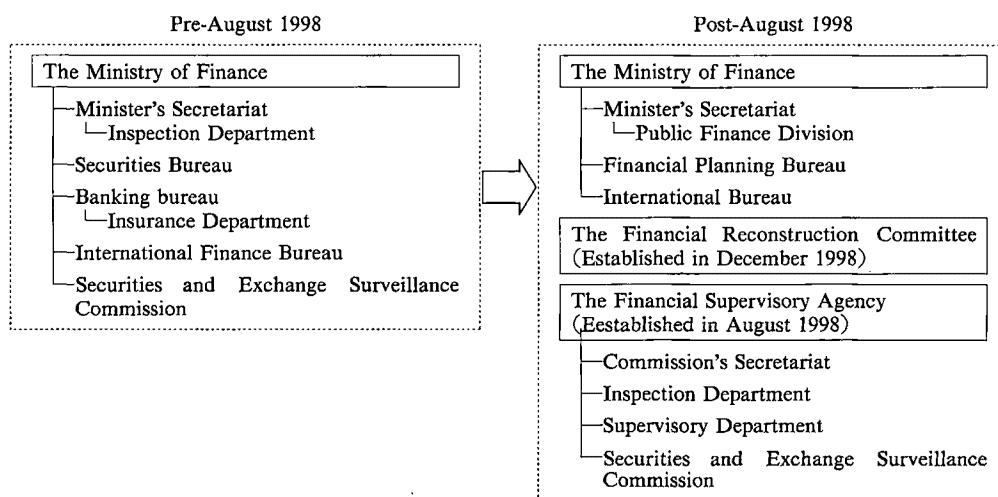 Pre-August 1998
The Ministry of Finance
Minister's Secretariat
Inspection Department
Securities Bureau
Banking bureau
Insurance Department
International Finance Bureau
Securities and Exchange Surveillance
Commission
Post-August 1998
The Ministry of Finance
Minister's Secretariat
Public Finance Division
Financial Planning Bureau
International Bureau
The Financial Reconstruction Committee
(Established in December 1998)
The Financial Supervisory Agency
(Eestablished in August 1998)
Commission's Secretariat
Inspection Department
Supervisory Department
Securities and Exchange Surveillance
Commission